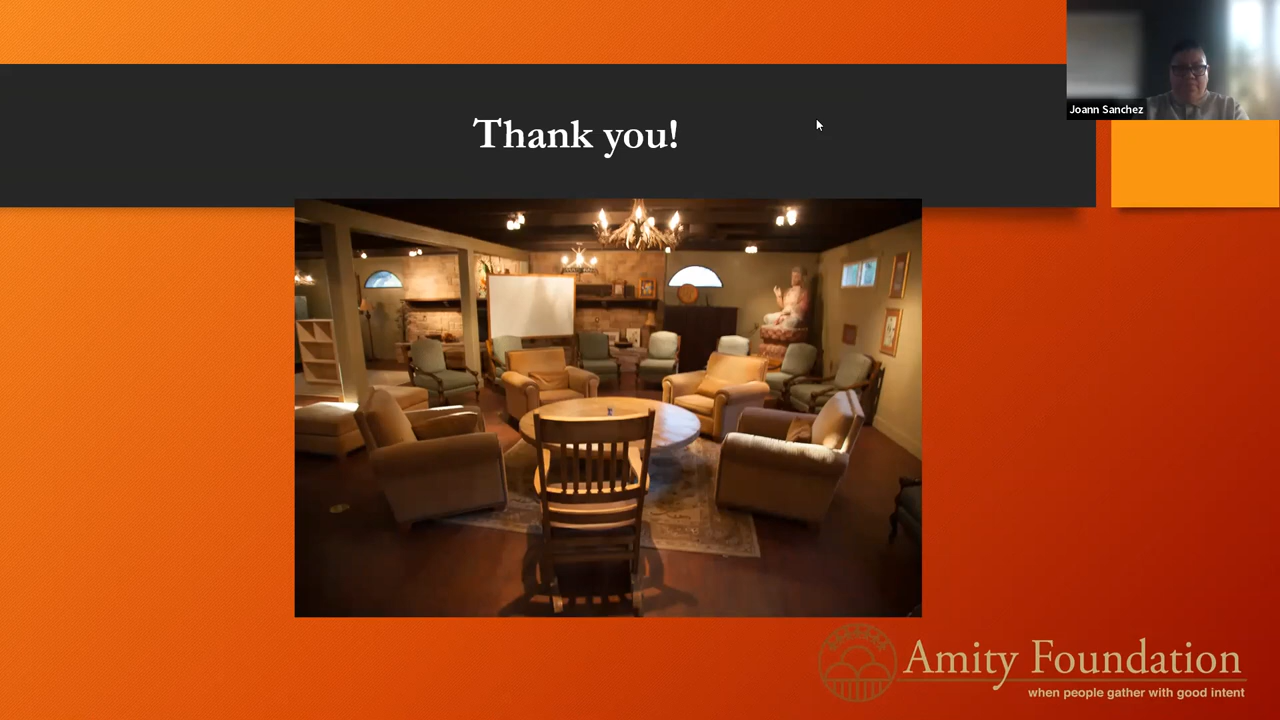 Joann Sanchez
Thank you!
Amity Foundation
when people gather with good intent